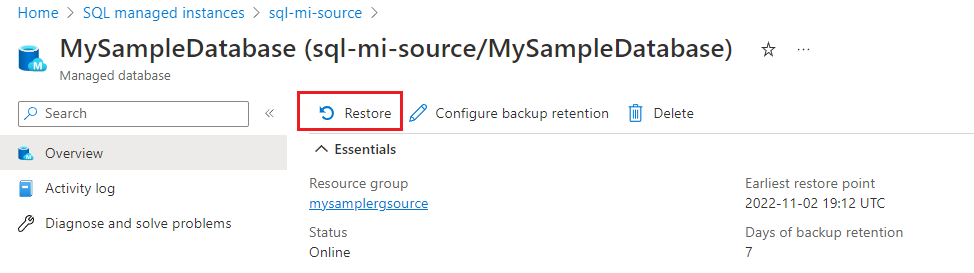 Home > SQL managed instances > sql-mi-source >
MySampleDatabase (sql-mi-source/MySampleDatabase) ☆ ...
Managed database
Search «
Restore Configure backup retention Delete
Overview
Activity log
Diagnose and solve problems
Essentials
Resource group
mysamplergsource
Status
Online
Earliest restore point
2022-11-02 19:12 UTC
Days of backup retention
7